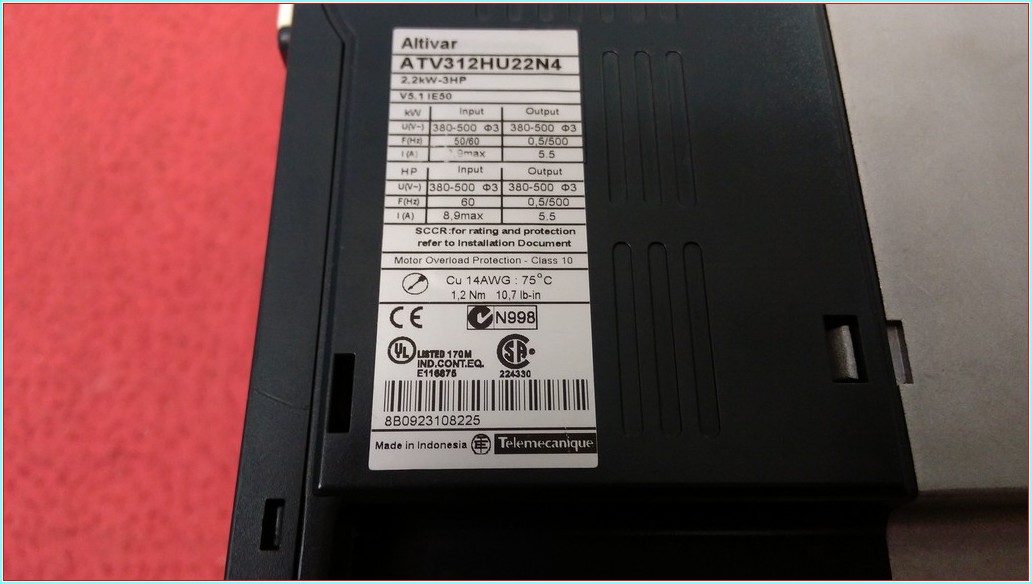 Altivar
ATV312HU22N4
2,2kW-3HP
V5.1 IE50
kW Input Output
U(V~) 380-500 Φ3 380-500 Φ3
F(Hz) 50/60 0,5/500
I (A) 9max 5.5
HP Input Output
U(V~) 380-500 Φ3 380-500 Φ3
F(Hz) 60 0,5/500
I (A) 8,9max 5.5
SCCR:for rating and protection
refer to Installation Document
Motor Overload Protection - Class 10
Cu 14AWG : 75°C
1,2 Nm 10,7 lb-in
CE N998
UL LISTED 170M
IND.CONT.EQ.
E116875
SA
224330
8B0923108225
Made in Indonesia Telemecanique